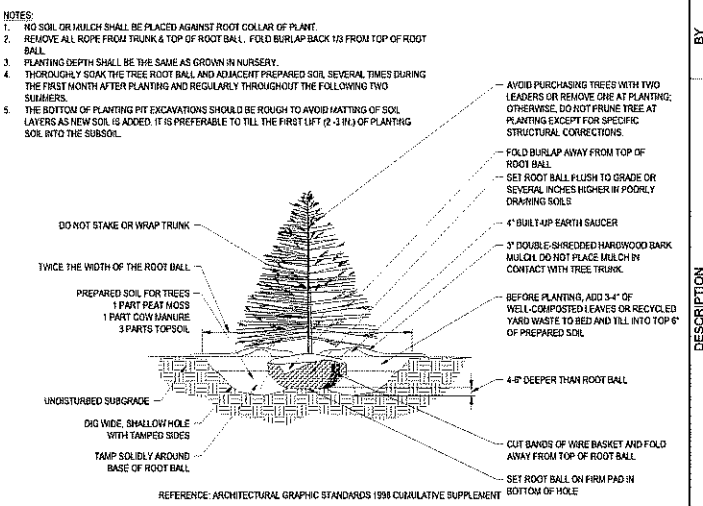 NOTES:
1. NO SOIL OR MULCH SHALL BE PLACED AGAINST ROOT COLLAR OF PLANT.
2. REMOVE ALL ROPE FROM TRUNK & TOP OF ROOT BALL. FOLD BURLAP BACK 1/3 FROM TOP OF ROOT
BALL.
3. PLANTING DEPTH SHALL BE THE SAME AS GROWN IN NURSERY.
4. THOROUGHLY SOAK THE TREE ROOT BALL AND ADJACENT PREPARED SOIL SEVERAL TIMES DURING
THE FIRST MONTH AFTER PLANTING AND REGULARLY THROUGHOUT THE FOLLOWING TWO
SUMMERS.
5. THE BOTTOM OF PLANTING PIT EXCAVATIONS SHOULD BE ROUGH TO AVOID MATTING OF SOIL
LAYERS AS NEW SOIL IS ADDED. IT IS PREFERABLE TO TILL THE FIRST LIFT (2 -3 IN.) OF PLANTING
SOIL INTO THE SUBSOIL.
DO NOT STAKE OR WRAP TRUNK
TWICE THE WIDTH OF THE ROOT BALL
PREPARED SOIL FOR TREES
1 PART PEAT MOSS
1 PART COW MANURE
3 PARTS TOPSOIL
UNDISTURBED SUBGRADE
DIG WIDE, SHALLOW HOLE
WITH TAMPED SIDES
TAMP SOLIDLY AROUND
BASE OF ROOT BALL
AVOID PURCHASING TREES WITH TWO
LEADERS OR REMOVE ONE AT PLANTING;
OTHERWISE, DO NOT PRUNE TREE AT
PLANTING EXCEPT FOR SPECIFIC
STRUCTURAL CORRECTIONS.
FOLD BURLAP AWAY FROM TOP OF
ROOT BALL
SET ROOT BALL FLUSH TO GRADE OR
SEVERAL INCHES HIGHER IN POORLY
DRAINING SOILS
4" BUILT-UP EARTH SAUCER
3" DOUBLE-SHREDDED HARDWOOD BARK
MULCH. DO NOT PLACE MULCH IN
CONTACT WITH TREE TRUNK.
BEFORE PLANTING, ADD 3-4" OF
WELL-COMPOSTED LEAVES OR RECYCLED
YARD WASTE TO BED AND TILL INTO TOP 6"
OF PREPARED SOIL
4-6" DEEPER THAN ROOT BALL
CUT BANDS OF WIRE BASKET AND FOLD
AWAY FROM TOP OF ROOT BALL
SET ROOT BALL ON FIRM PAD IN
BOTTOM OF HOLE
REFERENCE: ARCHITECTURAL GRAPHIC STANDARDS 1998 CUMULATIVE SUPPLEMENT
BY
DESCRIPTION